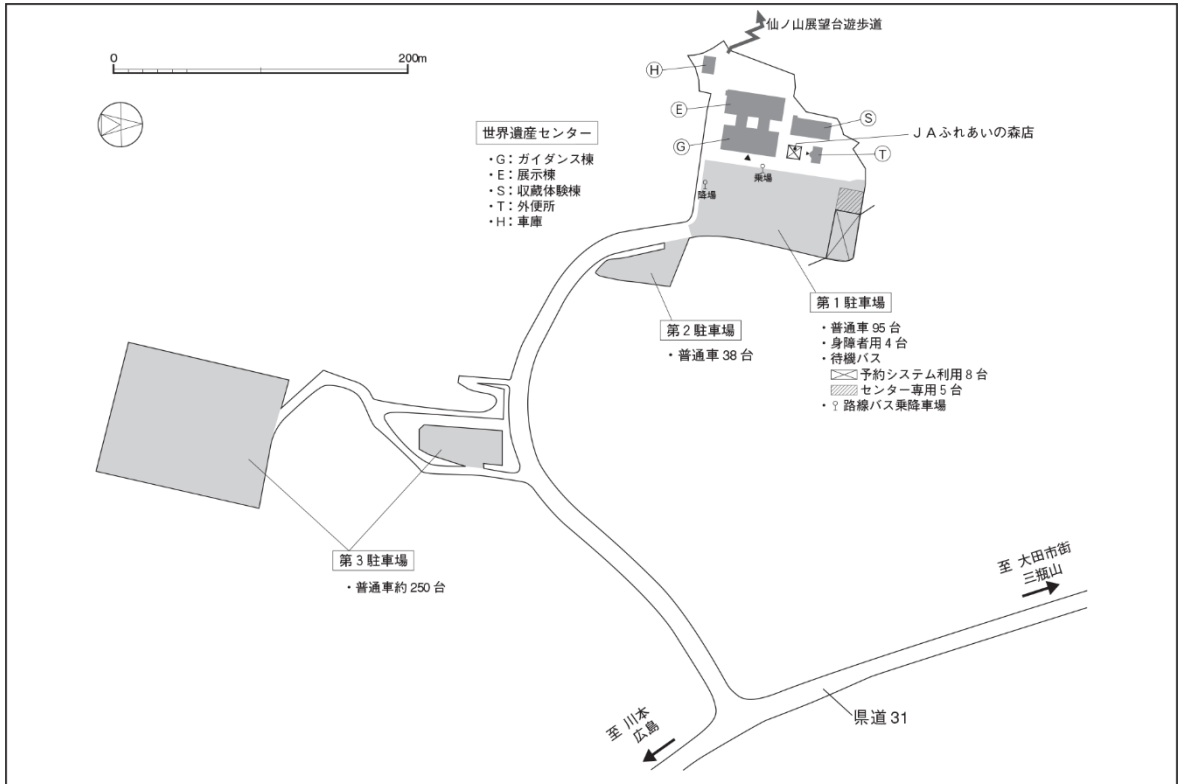 仙ノ山展望台遊歩道
0
200m
H
E
G
S
T
ＪＡふれあいの森店
世界遺産センター
・G：ガイダンス棟
・E：展示棟
・S：収蔵体験棟
・T：外便所
・H：車庫
乗場
降場
第１駐車場
・普通車 95 台
・身障者用 4 台
・待機バス
予約システム利用 8 台
センター専用 5 台
・路線バス乗降車場
第２駐車場
・普通車 38 台
第３駐車場
・普通車約 250 台
至 大田市街
三瓶山
県道 31
至 川本
広島